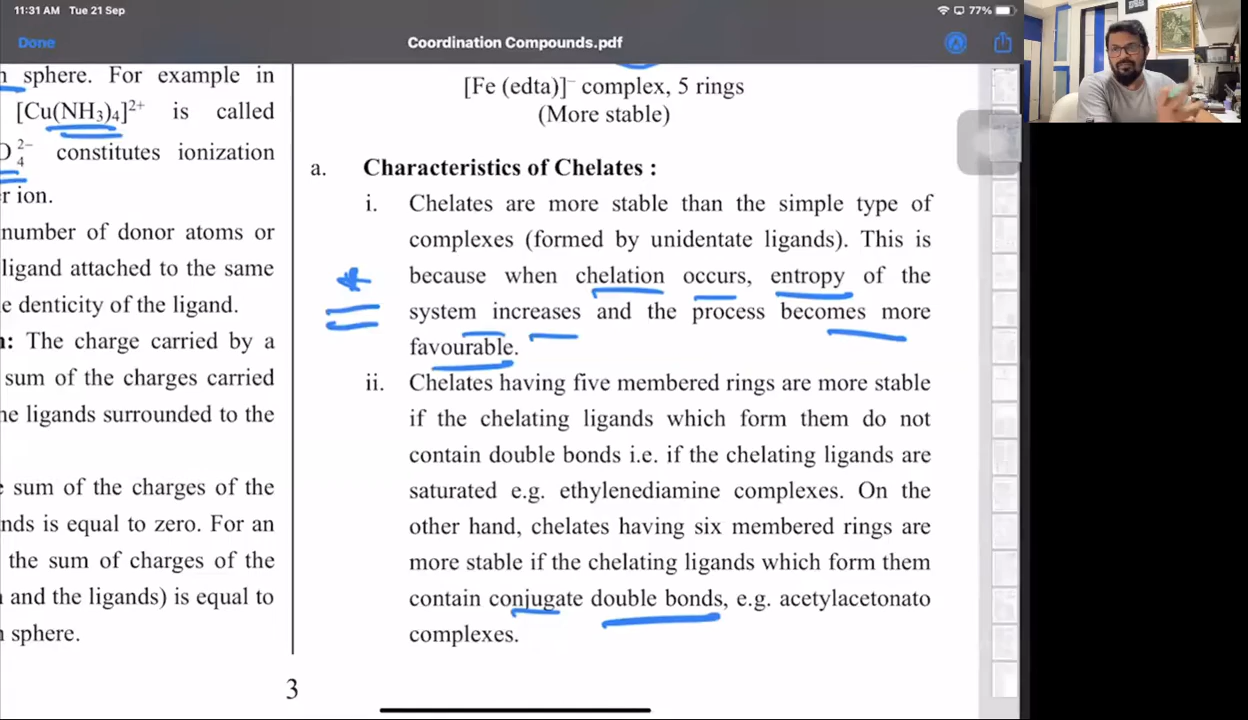 11:31 AM Tue 21 Sep
77%
Done
Coordination Compounds.pdf
sphere. For example in
[Cu(NH₃)₄]²⁺ is called
₄²⁻ constitutes ionization
r ion.
number of donor atoms or
ligand attached to the same
e denticity of the ligand.
The charge carried by a
sum of the charges carried
ligands surrounded to the
sum of the charges of the
nds is equal to zero. For an
the sum of charges of the
and the ligands) is equal to
sphere.
[Fe (edta)]⁻ complex, 5 rings
(More stable)
a. Characteristics of Chelates :
i. Chelates are more stable than the simple type of
complexes (formed by unidentate ligands). This is
because when chelation occurs, entropy of the
system increases and the process becomes more
favourable.
ii. Chelates having five membered rings are more stable
if the chelating ligands which form them do not
contain double bonds i.e. if the chelating ligands are
saturated e.g. ethylenediamine complexes. On the
other hand, chelates having six membered rings are
more stable if the chelating ligands which form them
contain conjugate double bonds, e.g. acetylacetonato
complexes.
3